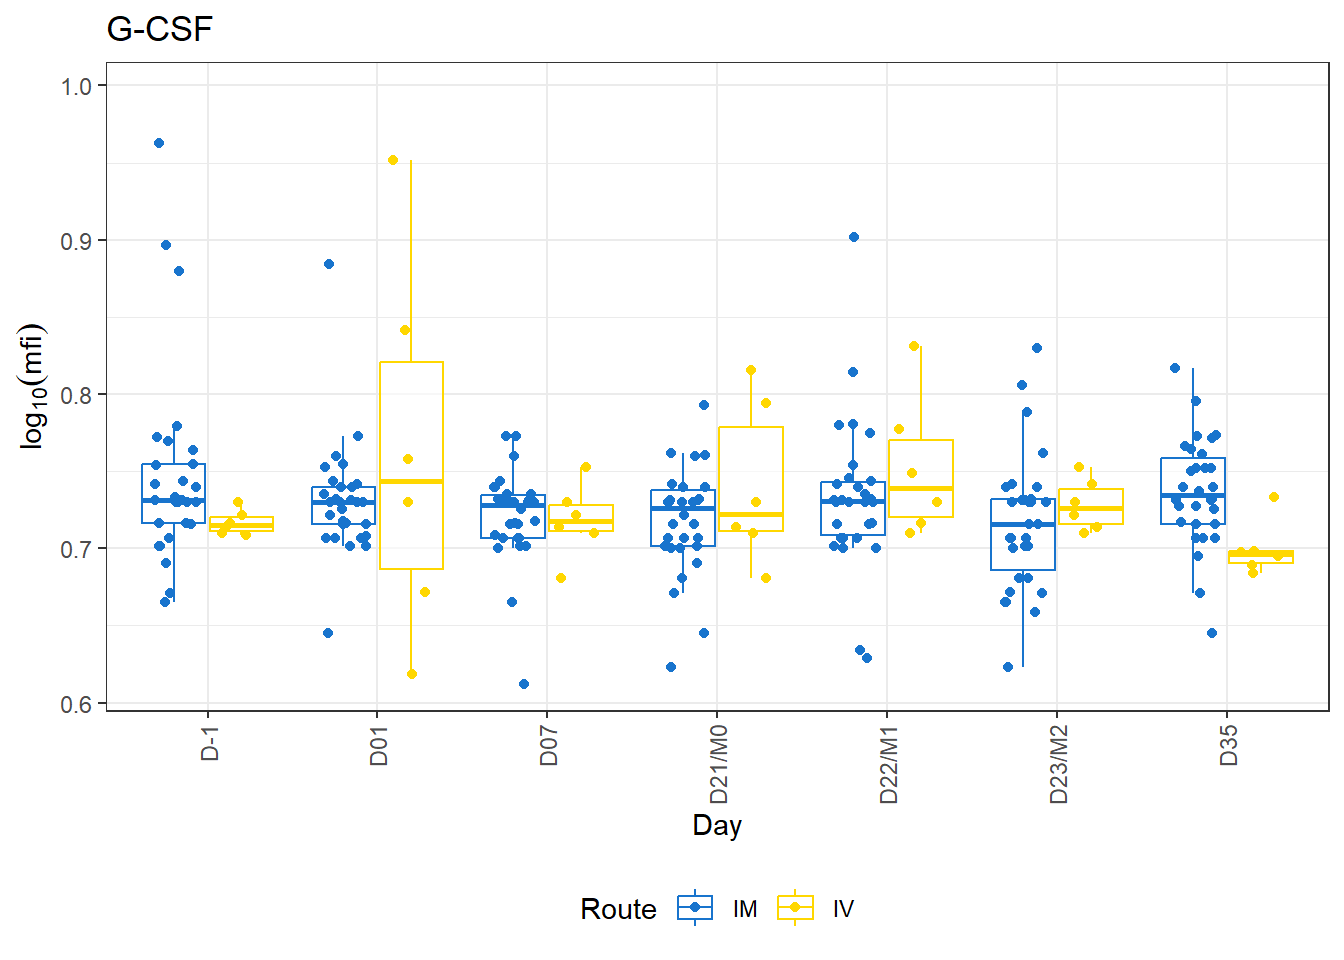 G-CSF
1.0
0.9
0.8
0.7
0.6
log10(mfi)
D-1
D01
D07
D21/M0
D22/M1
D23/M2
D35
Day
Route IM IV